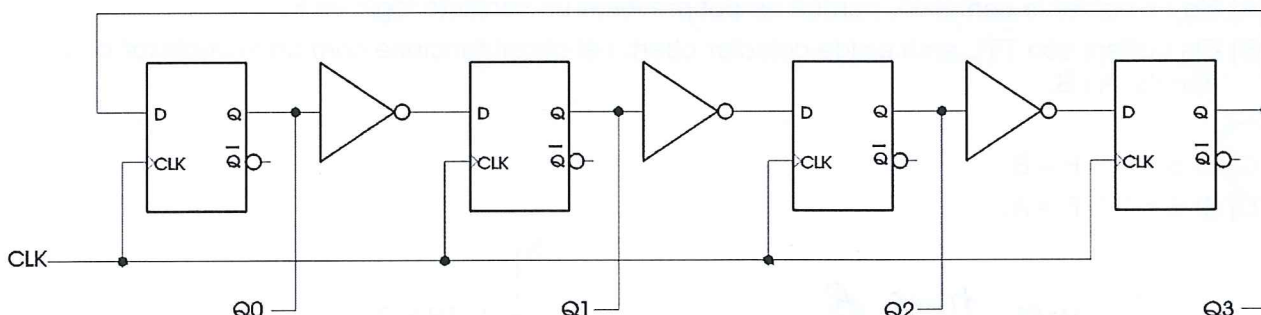 D Q D Q D Q D Q
CLK Q̅ CLK Q̅ CLK Q̅ CLK Q̅
CLK
Q0 Q1 Q2 Q3